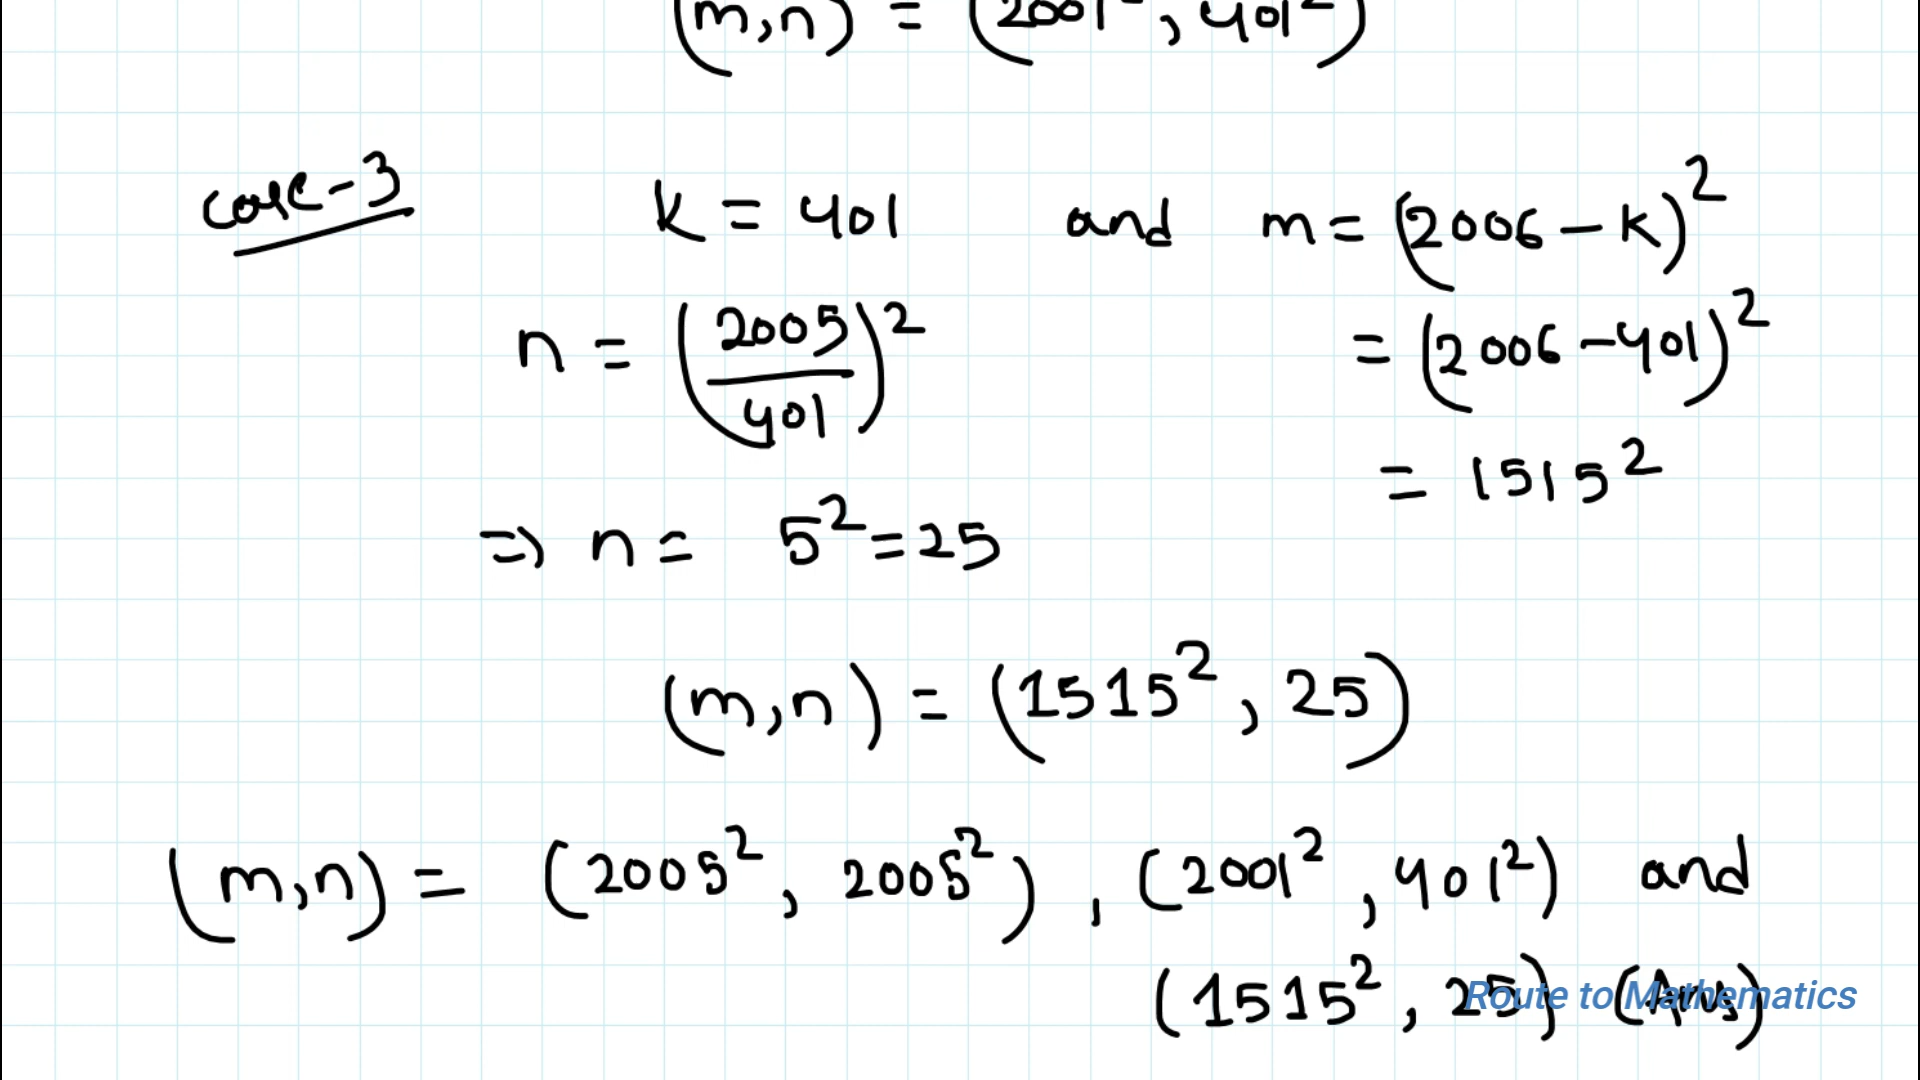 (m,n) = (2001², 401²)
case-3 k = 401 and m = (2006 - k)²
n = (2005/401)² = (2006 - 401)²
= 1515²
⇒ n = 5² = 25
(m,n) = (1515², 25)
(m,n) = (2005², 2005²), (2001², 401²) and
(1515², 25) (Ans)
Route to Mathematics